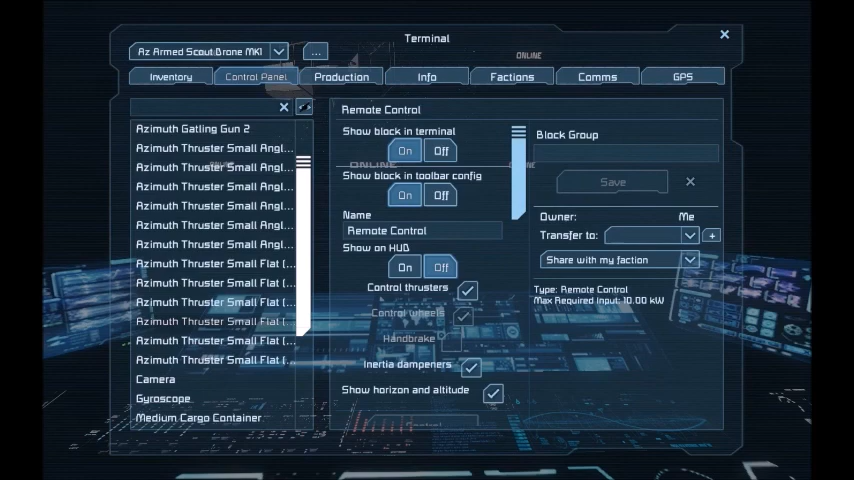 Terminal
Az Armed Scout Drone MK1
...
ONLINE
Inventory
Control Panel
Production
Info
Factions
Comms
GPS
Azimuth Gatling Gun 2
Azimuth Thruster Small Angl...
Azimuth Thruster Small Angl...
Azimuth Thruster Small Angl...
Azimuth Thruster Small Angl...
Azimuth Thruster Small Angl...
Azimuth Thruster Small Angl...
Azimuth Thruster Small Flat (...
Azimuth Thruster Small Flat (...
Azimuth Thruster Small Flat (...
Azimuth Thruster Small Flat (...
Azimuth Thruster Small Flat (...
Azimuth Thruster Small Flat (...
Camera
Gyroscope
Medium Cargo Container
Remote Control
Show block in terminal
On Off
ONLINE
Show block in toolbar config
On Off
Name
Remote Control
Show on HUD
On Off
Control thrusters
Control wheels
Handbrake
Inertia dampeners
Show horizon and altitude
Block Group
Save
Owner: Me
Transfer to:
+
Share with my faction
Type: Remote Control
Max Required Input: 10.00 kW